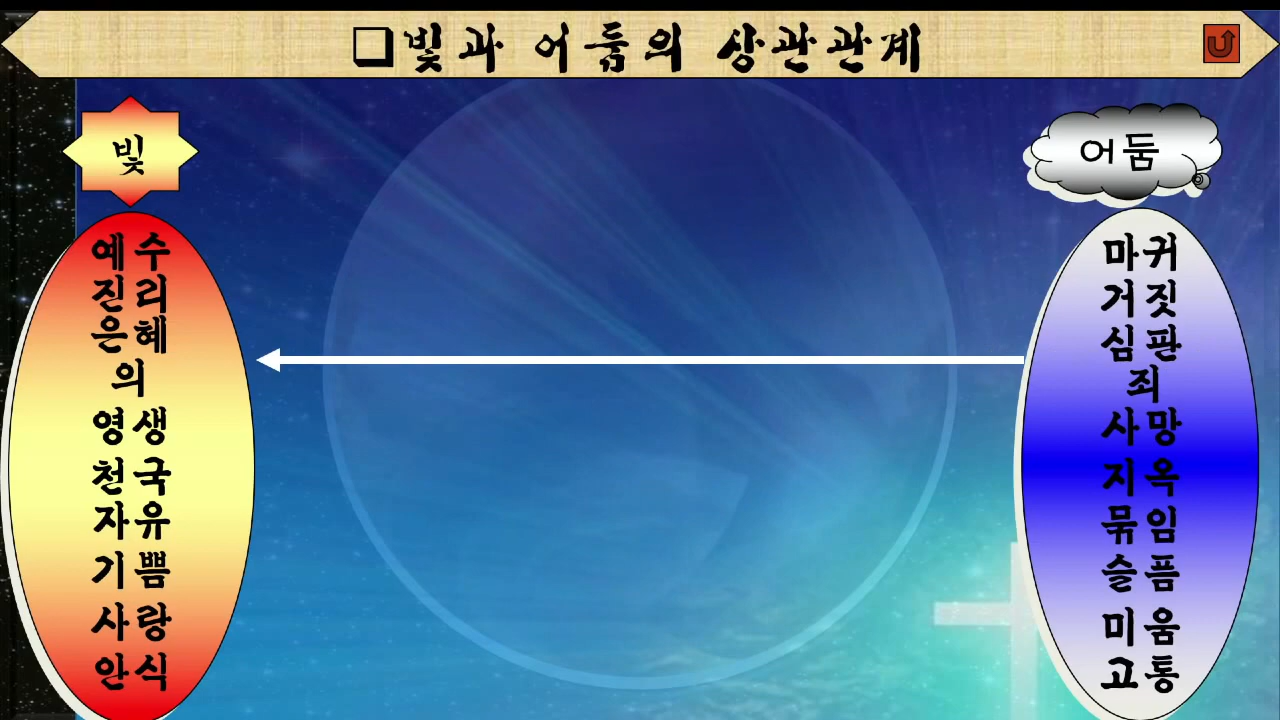 ❑빛과 어둠의 상관관계
빛
예수
진리
은혜
의
영생
천국
자유
기쁨
사랑
안식
어둠
마귀
거짓
심판
죄
사망
지옥
묶임
슬픔
미움
고통